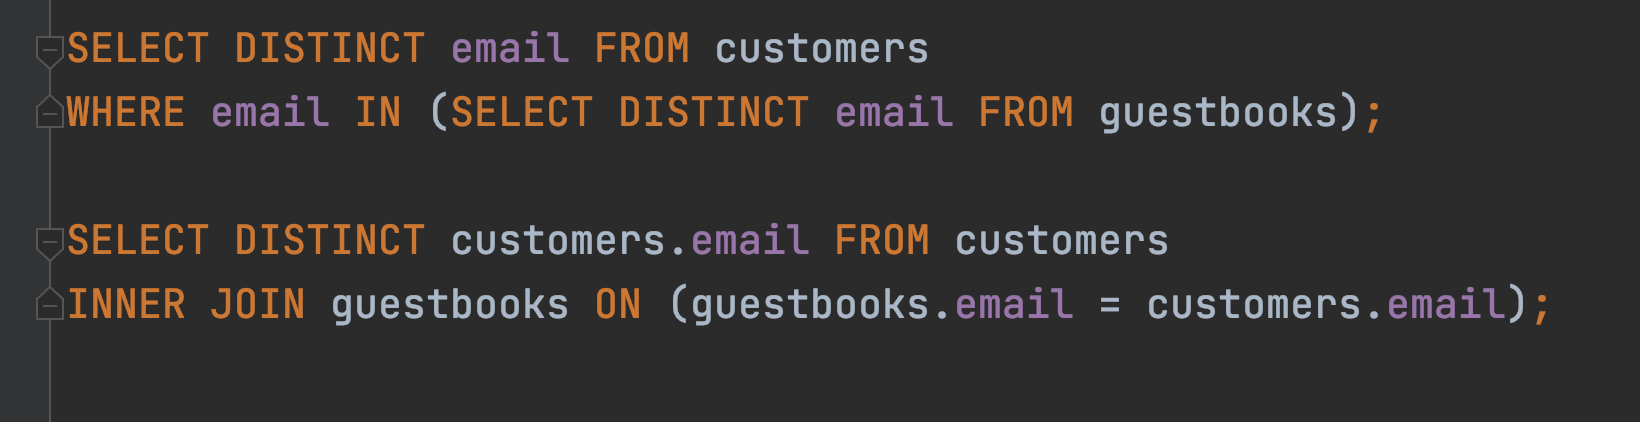 SELECT DISTINCT email FROM customers
WHERE email IN (SELECT DISTINCT email FROM guestbooks);
SELECT DISTINCT customers.email FROM customers
INNER JOIN guestbooks ON (guestbooks.email = customers.email);